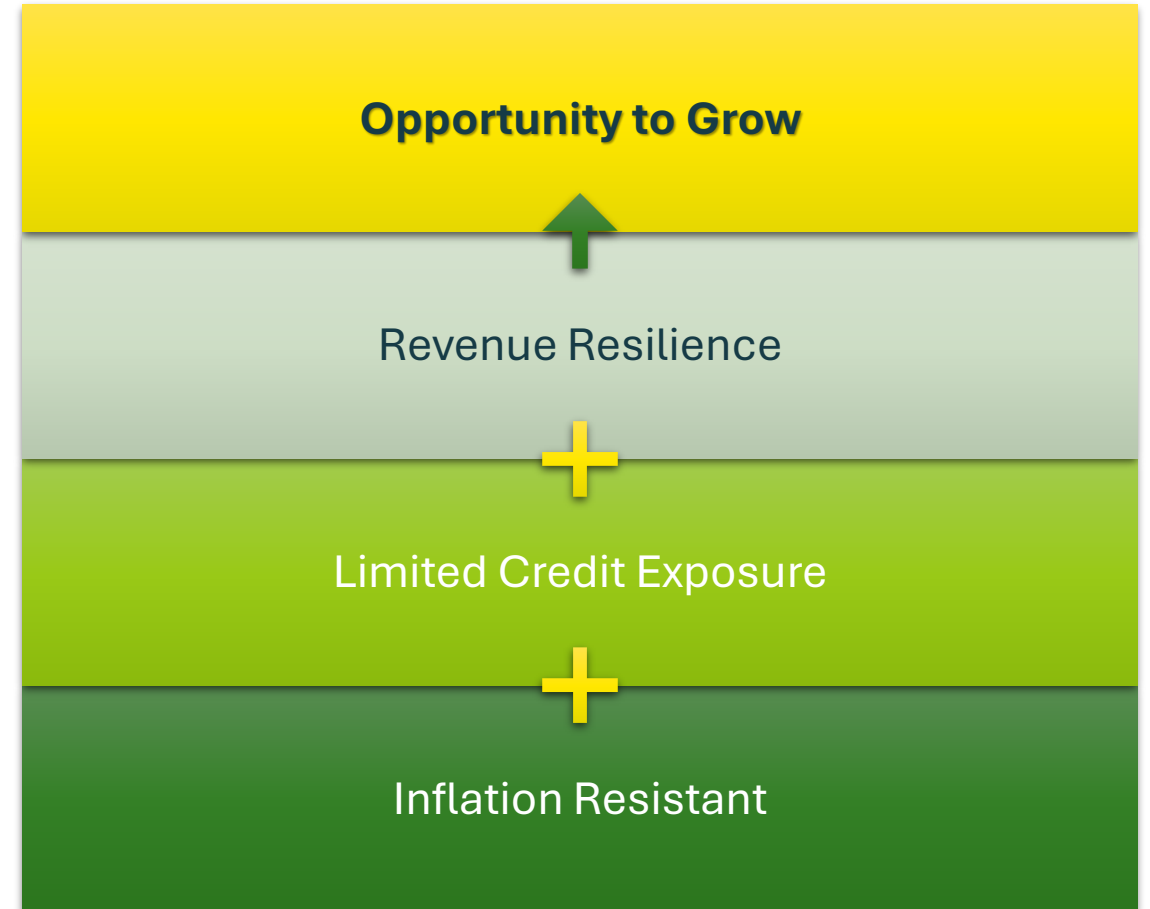 Opportunity to Grow
Revenue Resilience
Limited Credit Exposure
Inflation Resistant